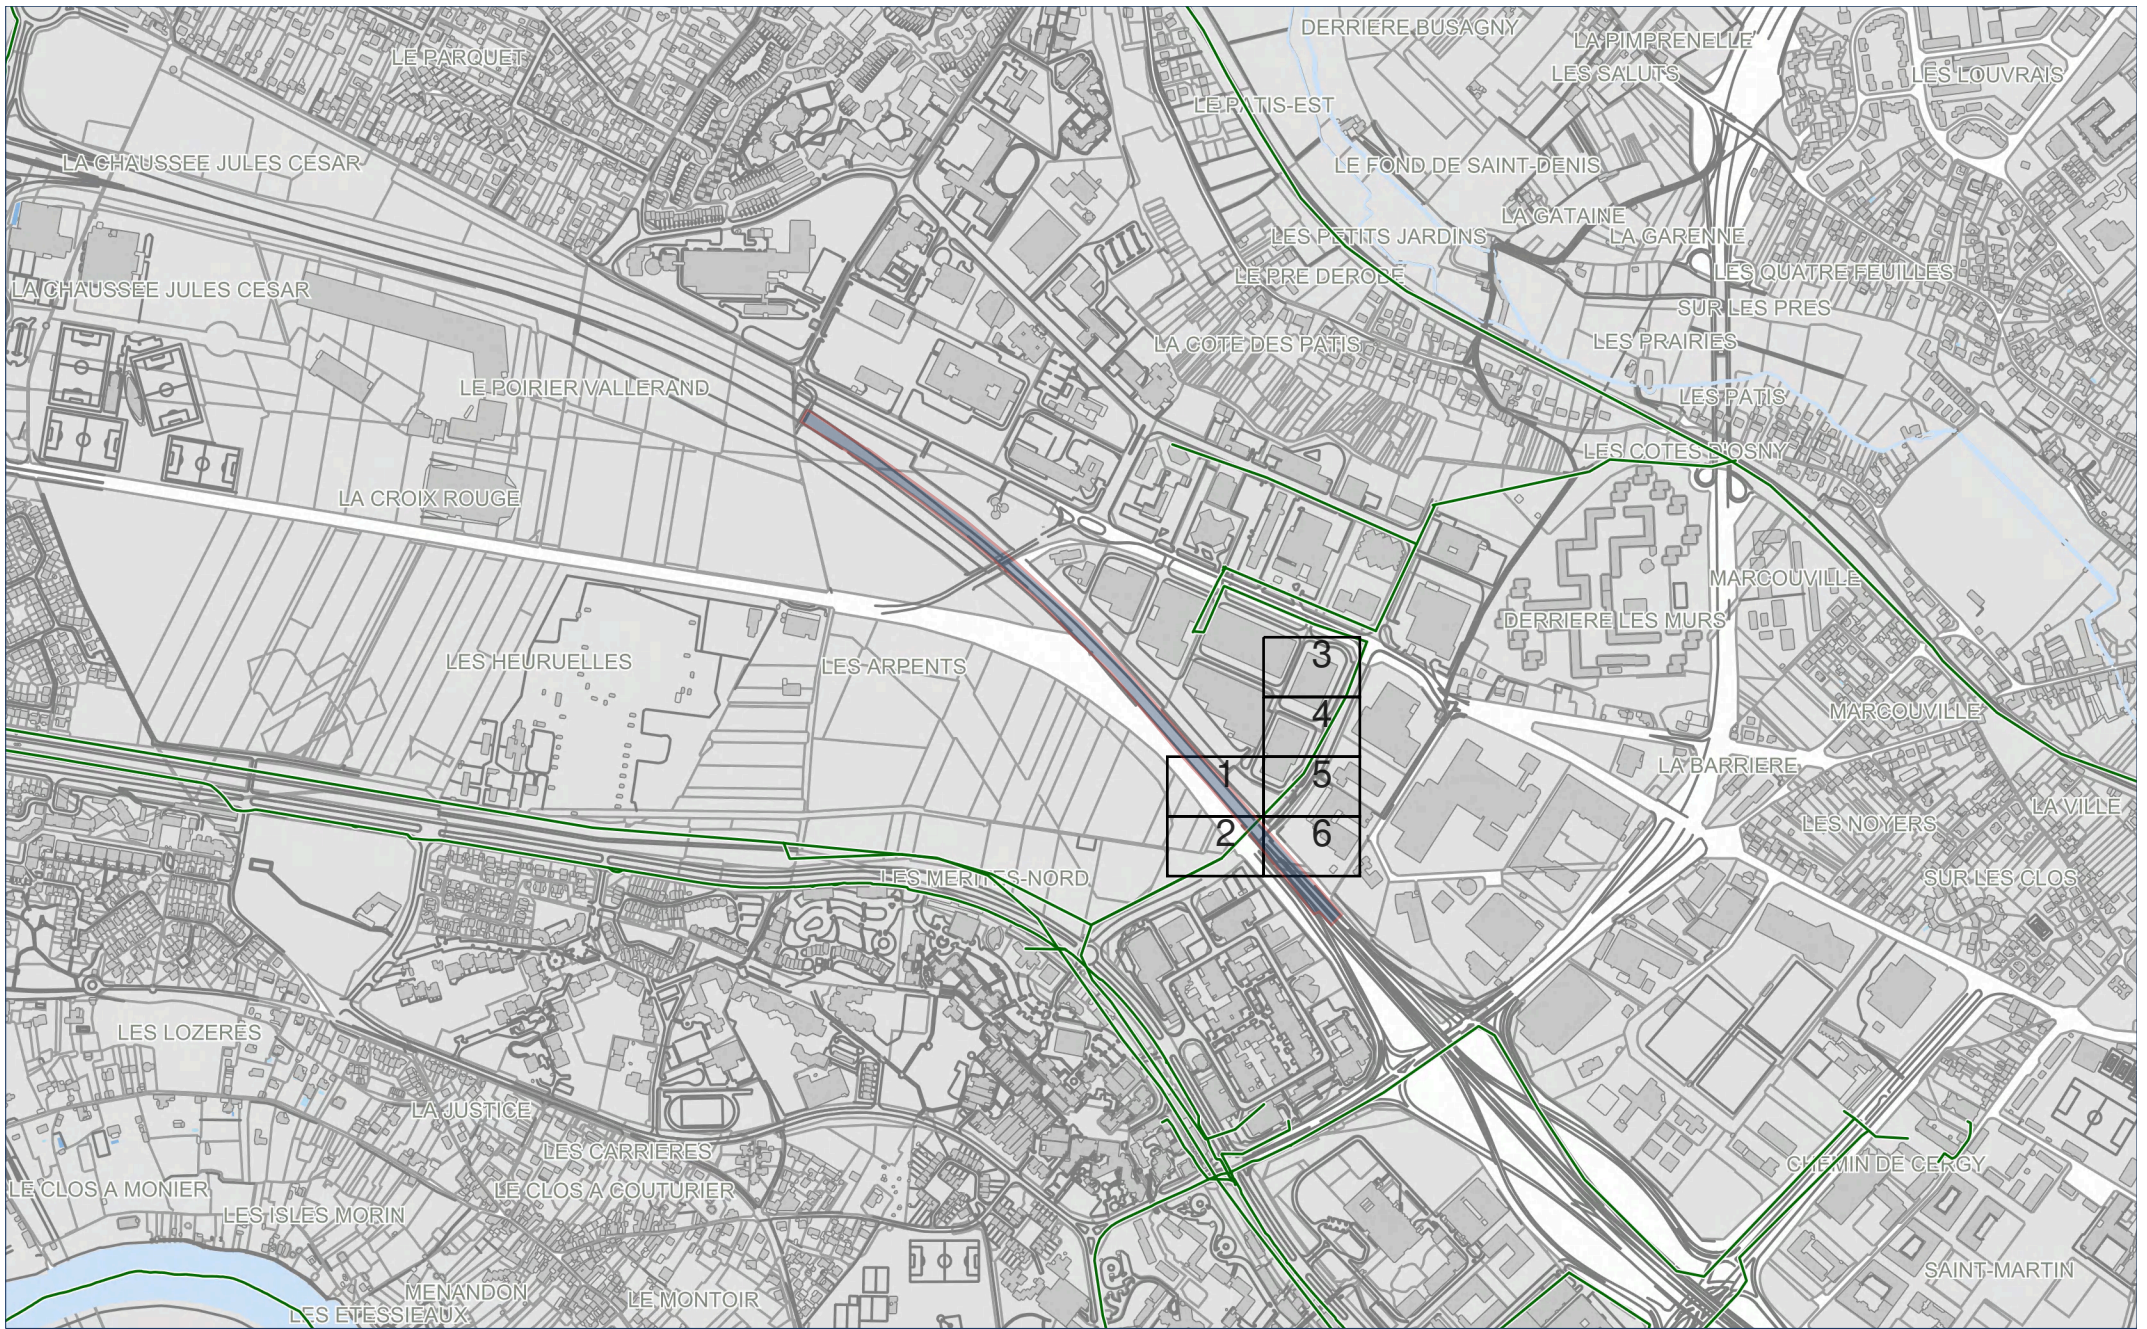 DERRIERE BUSAGNY
LA PIMPRENELLE
LE PARQUET
LES SALUTS
LES LOUVRAIS
LE PATIS-EST
LA CHAUSSEE JULES CESAR
LE FOND DE SAINT-DENIS
LA GATAINE
LES PETITS JARDINS
LA GARENNE
LE PRE DEROBE
LES QUATRE FEUILLES
LA CHAUSSEE JULES CESAR
SUR LES PRES
LA COTE DES PATIS
LES PRAIRIES
LE POIRIER VALLERAND
LES PATIS
LES COTES D'OSNY
LA CROIX ROUGE
MARCOUVILLE
DERRIERE LES MURS
LES HEURUELLES
LES ARPENTS
3
4
MARCOUVILLE
1
5
LA BARRIERE
LA VILLE
2
6
LES NOYERS
LES MERITES-NORD
SUR LES CLOS
LES LOZERES
LA JUSTICE
LES CARRIERES
CHEMIN DE CERGY
LE CLOS A MONIER
LE CLOS A COUTURIER
LES ISLES MORIN
SAINT-MARTIN
MENANDON
LE MONTOIR
LES ETESSIEAUX